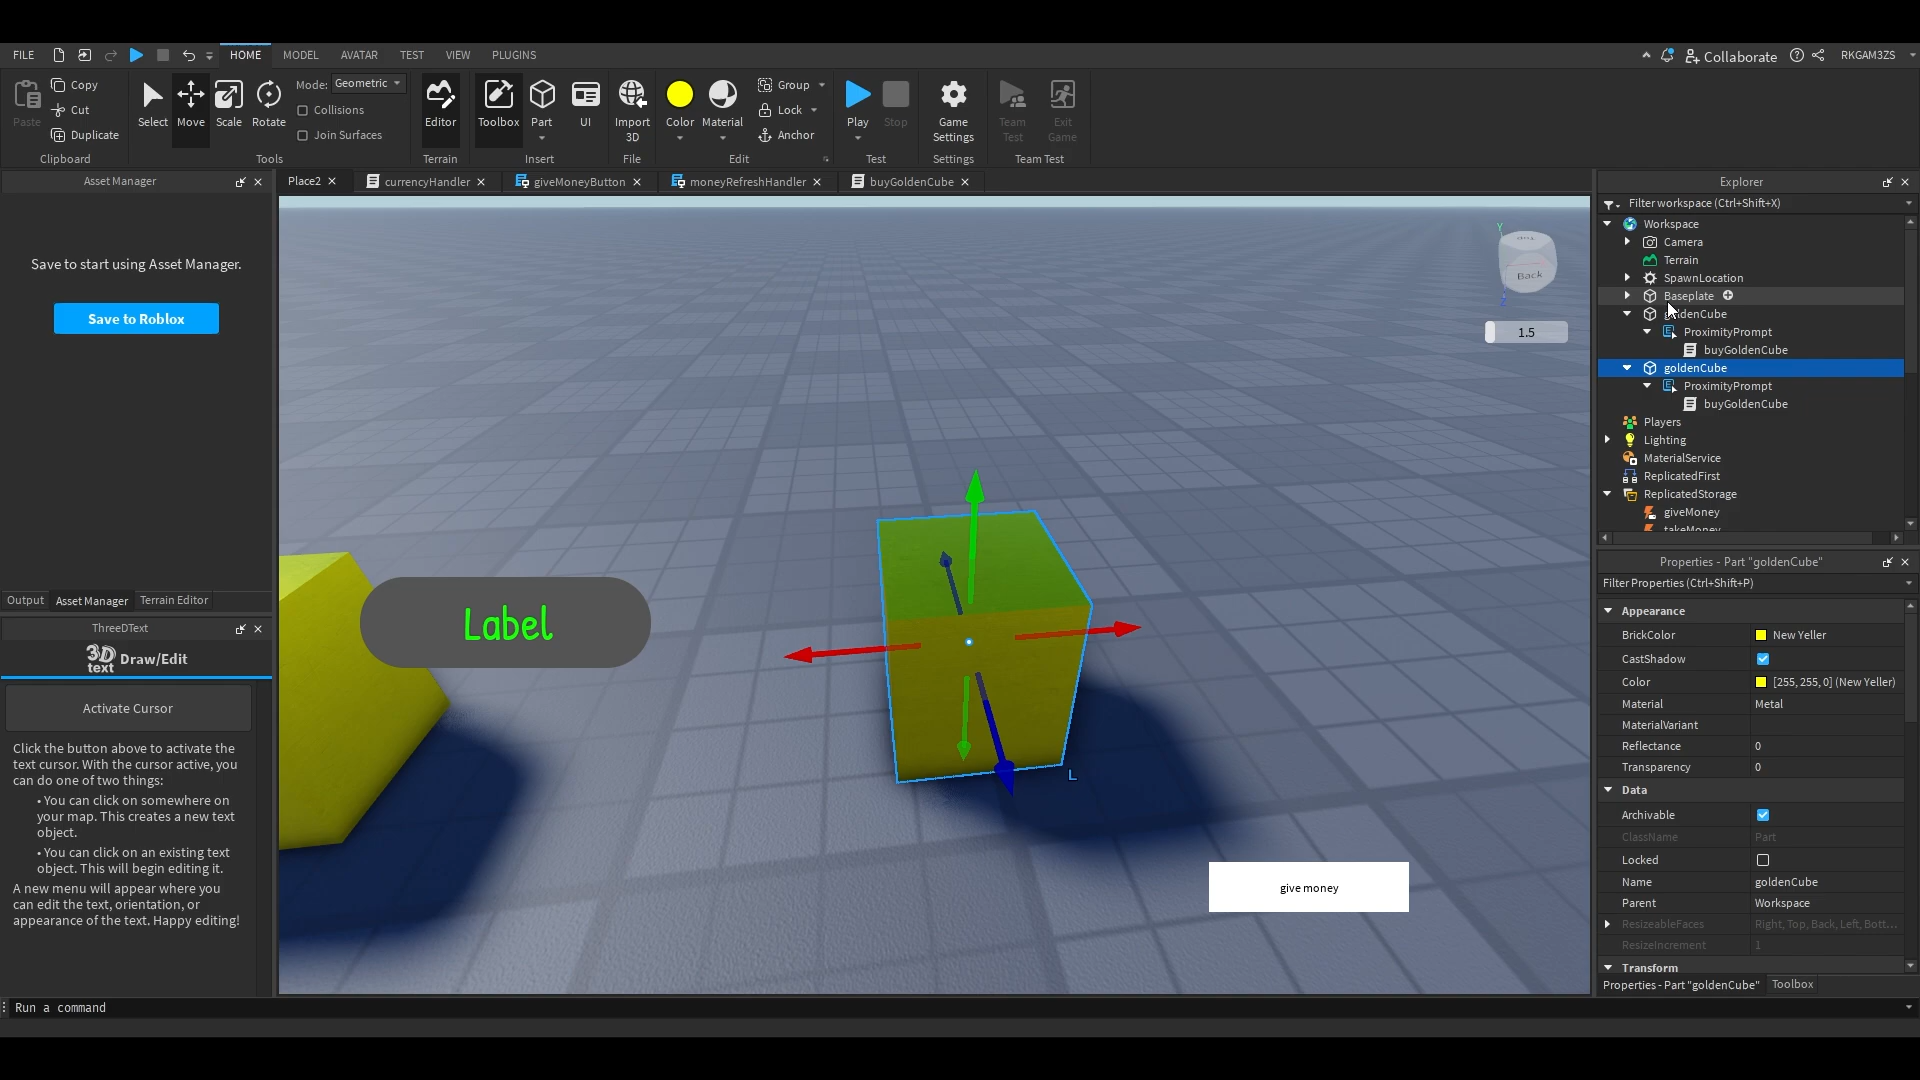 FILE HOME MODEL AVATAR TEST VIEW PLUGINS Collaborate RKGAM3ZS
Copy
Cut
Duplicate
Paste
Clipboard
Select Move Scale Rotate
Mode: Geometric
Collisions
Join Surfaces
Tools
Editor
Terrain
Toolbox Part UI
Insert
Import
3D
File
Color Material
Group
Lock
Anchor
Edit
Play Stop
Test
Game
Settings
Settings
Team
Test
Exit
Game
Team Test
Asset Manager
Save to start using Asset Manager.
Save to Roblox
Output Asset Manager Terrain Editor
ThreeDText
3D
text
Draw/Edit
Activate Cursor
Click the button above to activate the
text cursor. With the cursor active, you
can do one of two things:
• You can click on somewhere on
your map. This creates a new text
object.
• You can click on an existing text
object. This will begin editing it.
A new menu will appear where you
can edit the text, orientation, or
appearance of the text. Happy editing!
Place2 currencyHandler giveMoneyButton moneyRefreshHandler buyGoldenCube
Y
Top
Back
Z
1.5
Label
L
give money
Explorer
Filter workspace (Ctrl+Shift+X)
Workspace
Camera
Terrain
SpawnLocation
Baseplate
ldenCube
ProximityPrompt
buyGoldenCube
goldenCube
ProximityPrompt
buyGoldenCube
Players
Lighting
MaterialService
ReplicatedFirst
ReplicatedStorage
giveMoney
takeMoney
Properties - Part "goldenCube"
Filter Properties (Ctrl+Shift+P)
Appearance
BrickColor New Yeller
CastShadow
Color [255, 255, 0] (New Yeller)
Material Metal
MaterialVariant
Reflectance 0
Transparency 0
Data
Archivable
ClassName Part
Locked
Name goldenCube
Parent Workspace
ResizeableFaces Right, Top, Back, Left, Bott...
ResizeIncrement 1
Transform
Properties - Part "goldenCube" Toolbox
Run a command